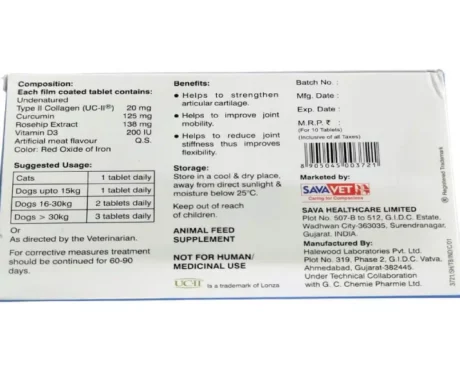 Composition:
Each film coated tablet contains:
Undenatured
Type II Collagen (UC-II®) 20 mg
Curcumin 125 mg
Rosehip Extract 138 mg
Vitamin D3 200 IU
Artificial meat flavour Q.S.
Color: Red Oxide of Iron
Suggested Usage:
Cats 1 tablet daily
Dogs upto 15kg 1 tablet daily
Dogs 16-30kg 2 tablets daily
Dogs > 30kg 3 tablets daily
Or
As directed by the Veterinarian.
For corrective measures treatment
should be continued for 60-90
days.
Benefits:
• Helps to strengthen
articular cartilage.
• Helps to improve joint
mobility.
• Helps to reduce joint
stiffness thus improves
flexibility.
Storage:
Store in a cool & dry place,
away from direct sunlight &
moisture below 25°C.
Keep out of reach
of children.
ANIMAL FEED
SUPPLEMENT
NOT FOR HUMAN/
MEDICINAL USE
UC-II is a trademark of Lonza
Batch No :
Mfg. Date :
Exp. Date :
M.R.P. ₹ :
(For 10 Tablets)
(Inclusive of all Taxes)
8 905045 003721
Marketed by:
SAVAVET
Caring for Companions
SAVA HEALTHCARE LIMITED
Plot No. 507-B to 512, G.I.D.C. Estate,
Wadhwan City-363035, Surendranagar,
Gujarat. INDIA.
Manufactured By:
Halewood Laboratories Pvt. Ltd.
Plot No. 319, Phase 2, G.I.D.C. Vatva,
Ahmedabad, Gujarat-382445.
Under Technical Collaboration
with G. C. Chemie Pharmie Ltd.
® Registered Trademark